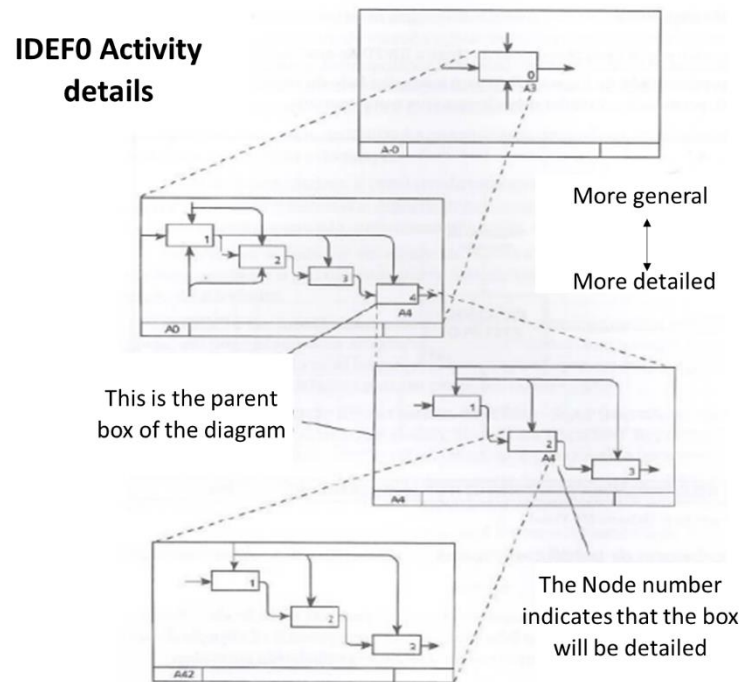 IDEF0 Activity
details
0
A3
A-0
More general
More detailed
1
2
3
4
A4
A0
This is the parent
box of the diagram
1
2
A4
3
A4
1
2
3
A42
The Node number
indicates that the box
will be detailed